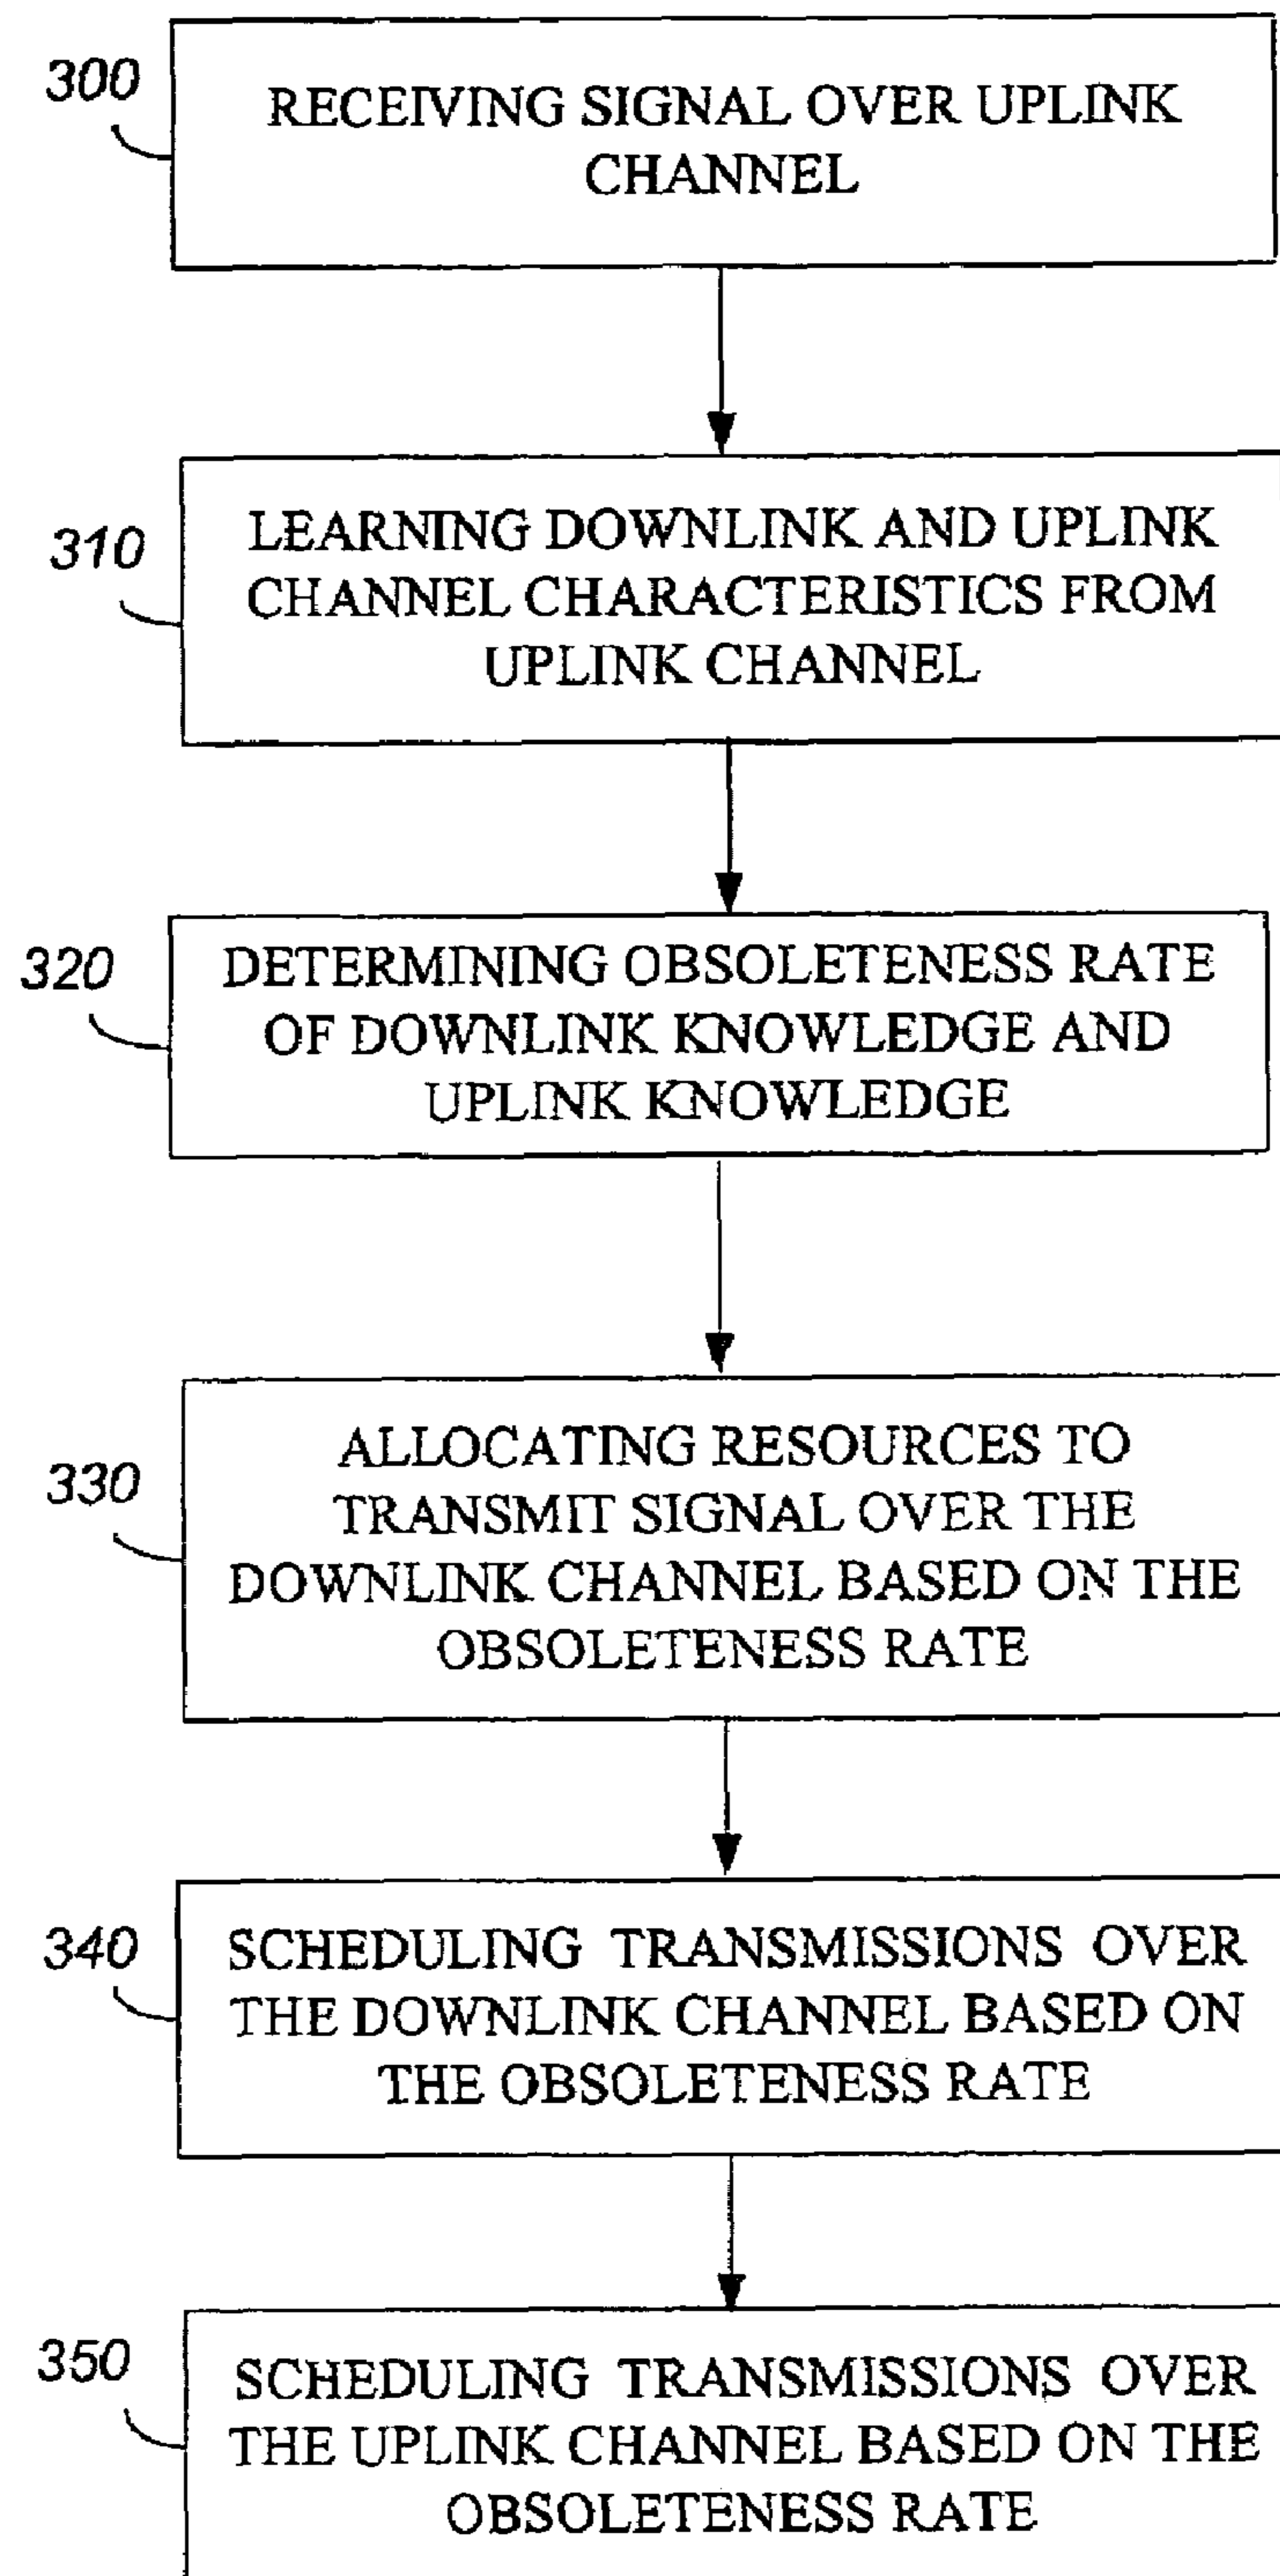 300
RECEIVING SIGNAL OVER UPLINK
CHANNEL
310
LEARNING DOWNLINK AND UPLINK
CHANNEL CHARACTERISTICS FROM
UPLINK CHANNEL
320
DETERMINING OBSOLETENESS RATE
OF DOWNLINK KNOWLEDGE AND
UPLINK KNOWLEDGE
330
ALLOCATING RESOURCES TO
TRANSMIT SIGNAL OVER THE
DOWNLINK CHANNEL BASED ON THE
OBSOLETENESS RATE
340
SCHEDULING TRANSMISSIONS OVER
THE DOWNLINK CHANNEL BASED ON
THE OBSOLETENESS RATE
350
SCHEDULING TRANSMISSIONS OVER
THE UPLINK CHANNEL BASED ON THE
OBSOLETENESS RATE